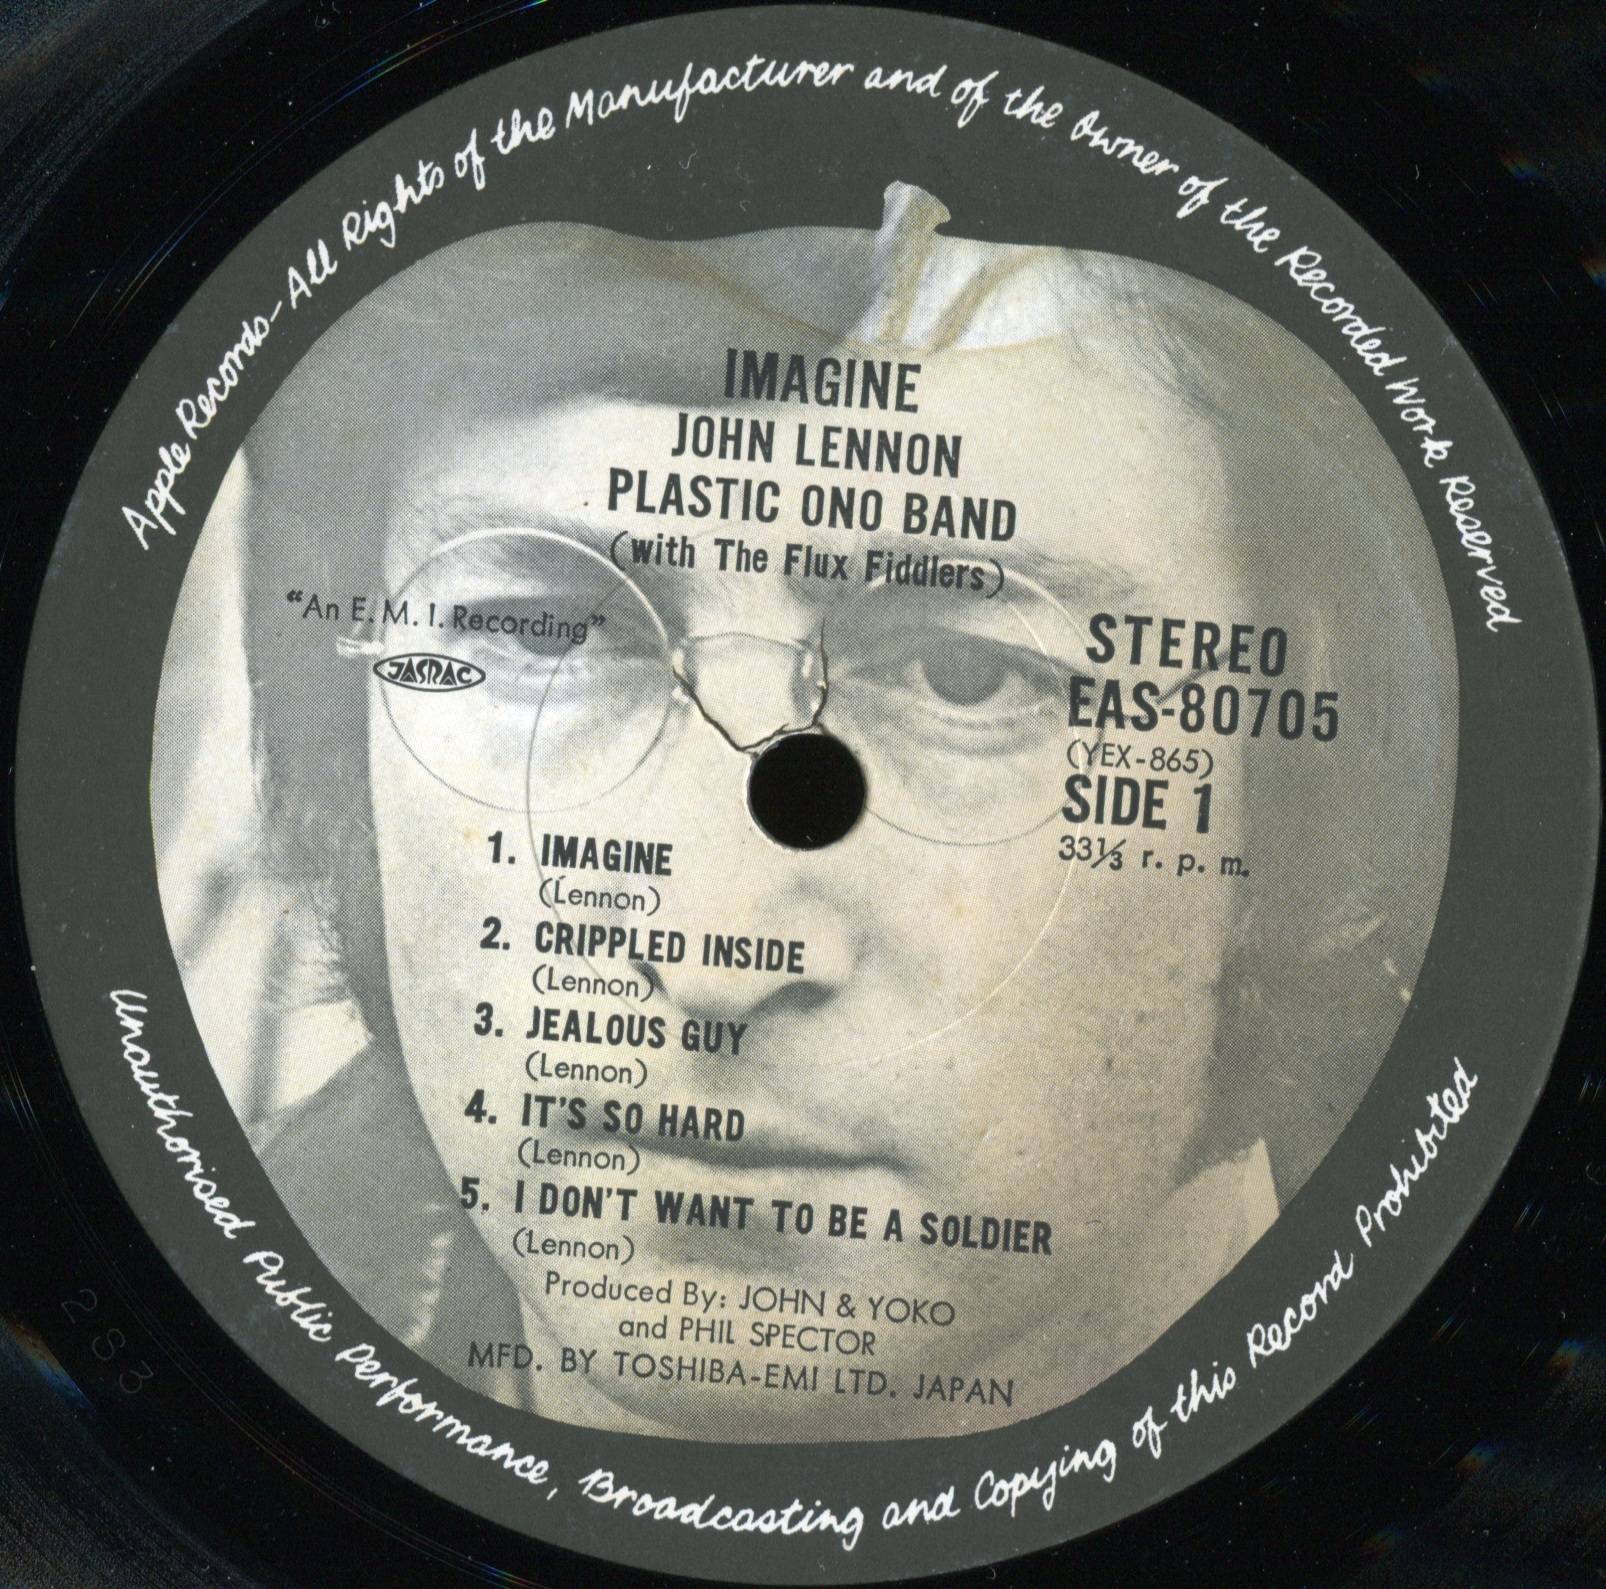 Apple Records-All Rights of the Manufacturer and of the Owner of the Recorded Work Reserved
IMAGINE
JOHN LENNON
PLASTIC ONO BAND
(with The Flux Fiddlers)
"An E.M.I. Recording"
JASRAC
STEREO
EAS-80705
(YEX-865)
SIDE 1
33⅓ r. p. m.
1. IMAGINE
(Lennon)
2. CRIPPLED INSIDE
(Lennon)
3. JEALOUS GUY
(Lennon)
4. IT'S SO HARD
(Lennon)
5. I DON'T WANT TO BE A SOLDIER
(Lennon)
Produced By: JOHN & YOKO
and PHIL SPECTOR
MFD. BY TOSHIBA-EMI LTD. JAPAN
Unauthorised Public Performance, Broadcasting and Copying of this Record Prohibited
2S3